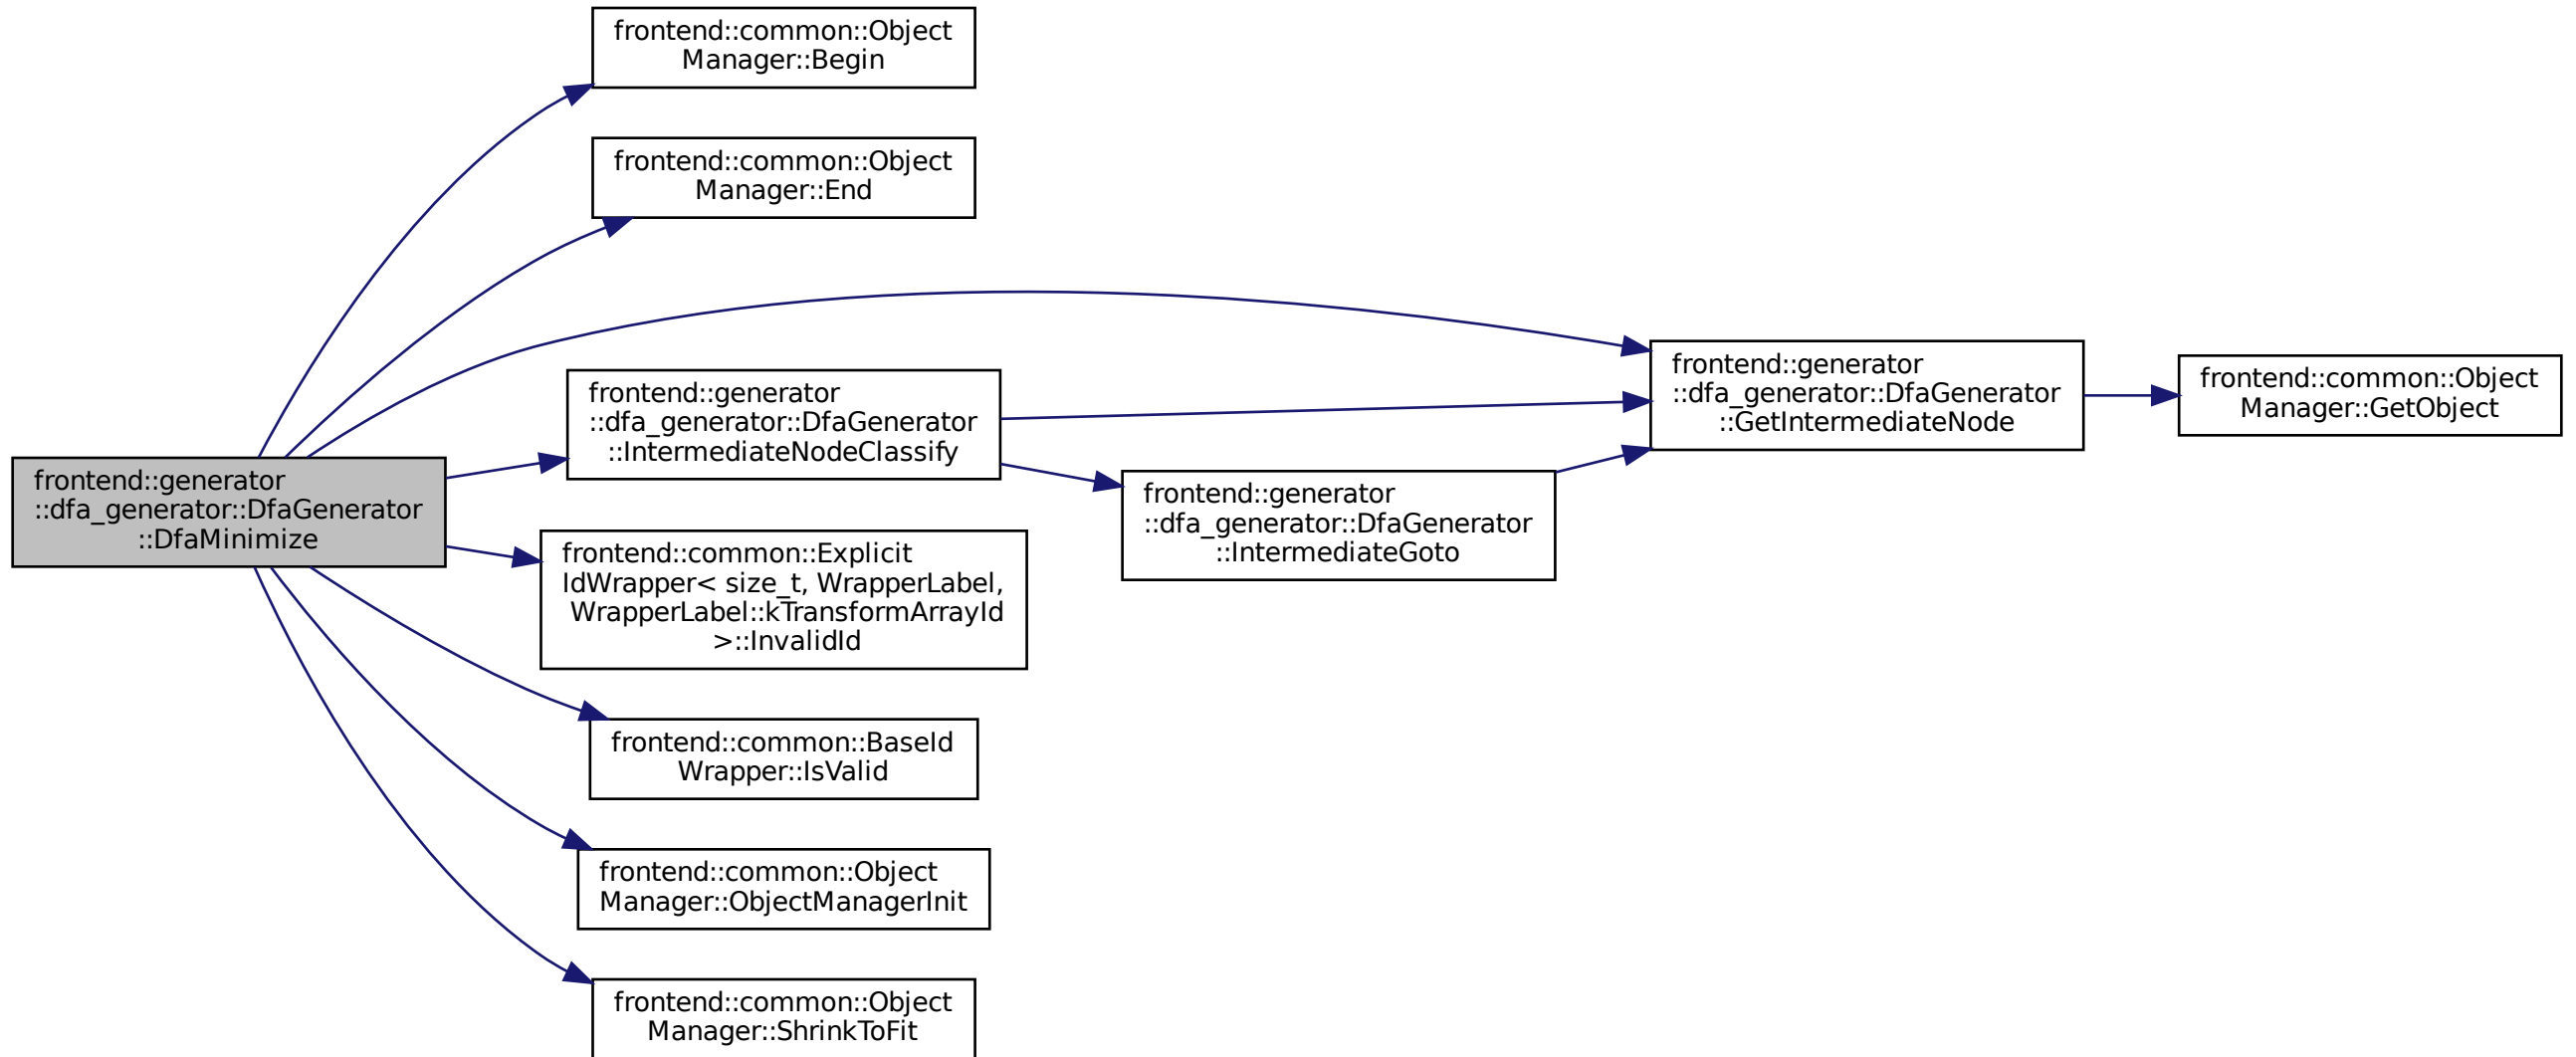 frontend::common::Object
Manager::Begin
frontend::common::Object
Manager::End
frontend::generator
::dfa_generator::DfaGenerator
::DfaMinimize
frontend::generator
::dfa_generator::DfaGenerator
::IntermediateNodeClassify
frontend::generator
::dfa_generator::DfaGenerator
::GetIntermediateNode
frontend::common::Object
Manager::GetObject
frontend::generator
::dfa_generator::DfaGenerator
::IntermediateGoto
frontend::common::Explicit
IdWrapper< size_t, WrapperLabel,
WrapperLabel::kTransformArrayId
>::InvalidId
frontend::common::BaseId
Wrapper::IsValid
frontend::common::Object
Manager::ObjectManagerInit
frontend::common::Object
Manager::ShrinkToFit